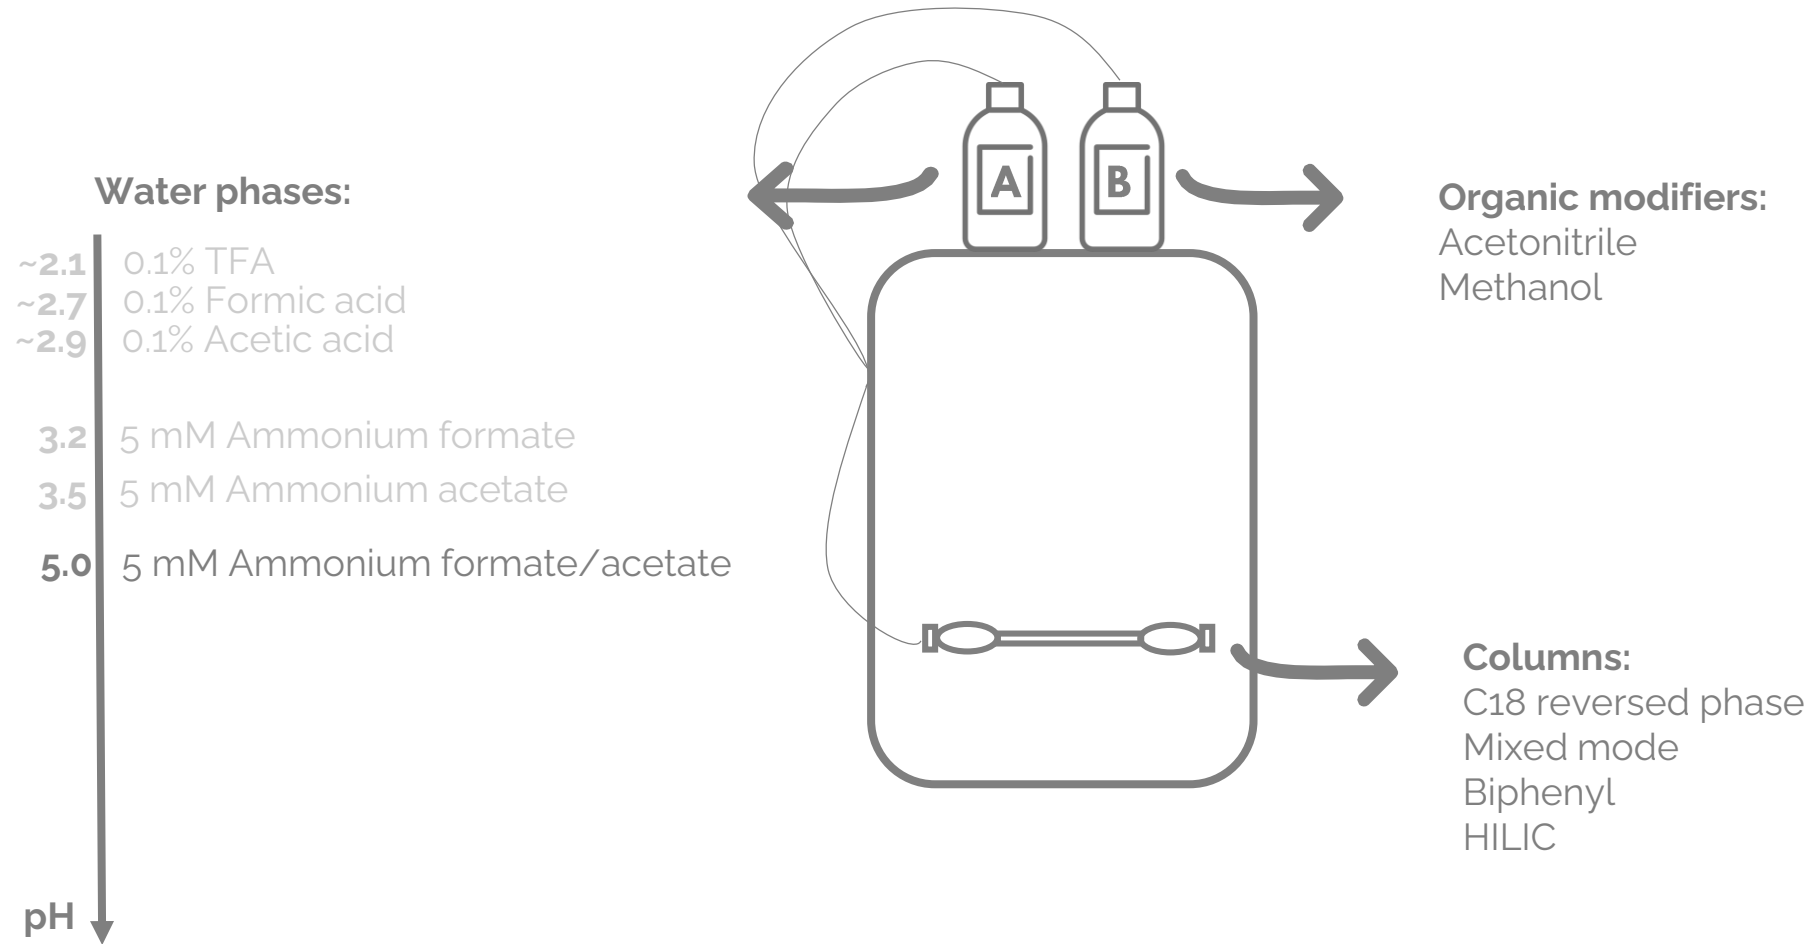 Water phases:
~2.1 0.1% TFA
~2.7 0.1% Formic acid
~2.9 0.1% Acetic acid
3.2 5 mM Ammonium formate
3.5 5 mM Ammonium acetate
5.0 5 mM Ammonium formate/acetate
pH
A
B
Organic modifiers:
Acetonitrile
Methanol
Columns:
C18 reversed phase
Mixed mode
Biphenyl
HILIC